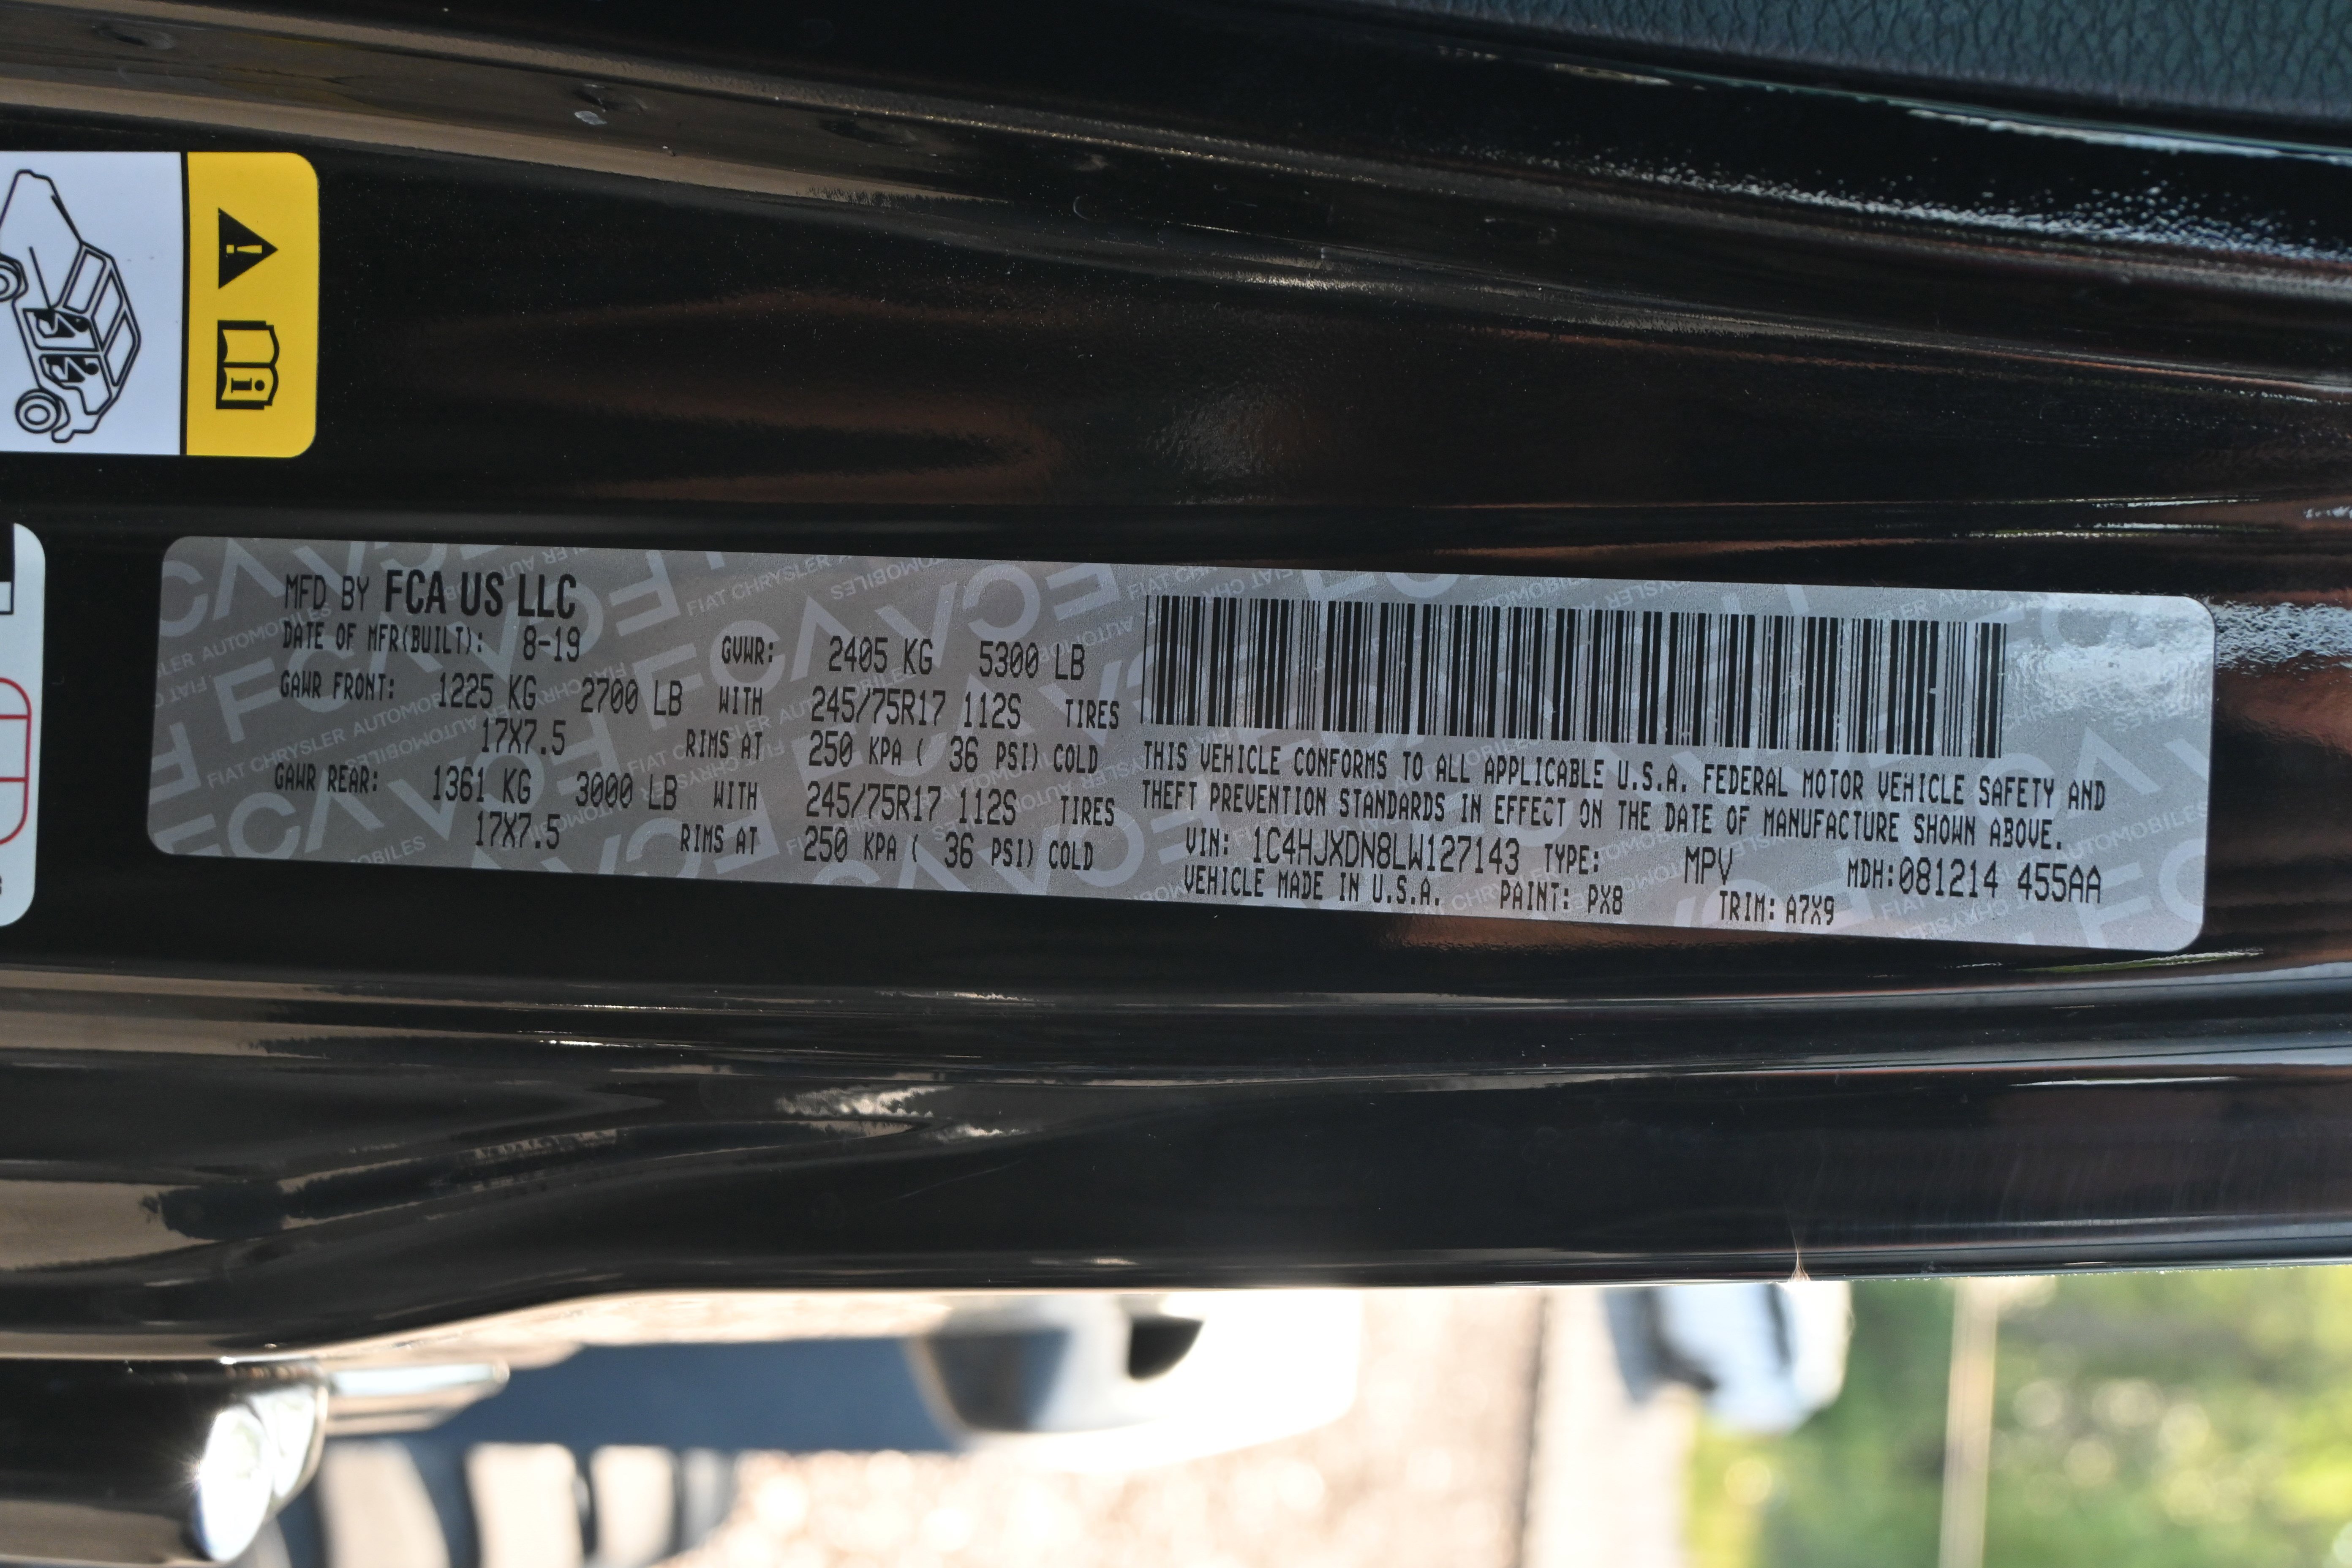 MFD BY FCA US LLC
DATE OF MFR(BUILT): 8-19 GVWR: 2405 KG 5300 LB
GAWR FRONT: 1225 KG 2700 LB WITH 245/75R17 112S TIRES
17X7.5 RIMS AT 250 KPA ( 36 PSI) COLD
GAWR REAR: 1361 KG 3000 LB WITH 245/75R17 112S TIRES
17X7.5 RIMS AT 250 KPA ( 36 PSI) COLD
THIS VEHICLE CONFORMS TO ALL APPLICABLE U.S.A. FEDERAL MOTOR VEHICLE SAFETY AND
THEFT PREVENTION STANDARDS IN EFFECT ON THE DATE OF MANUFACTURE SHOWN ABOVE.
VIN: 1C4HJXDN8LW127143 TYPE: MPV MDH:081214 455AA
VEHICLE MADE IN U.S.A. PAINT: PX8 TRIM: A7X9